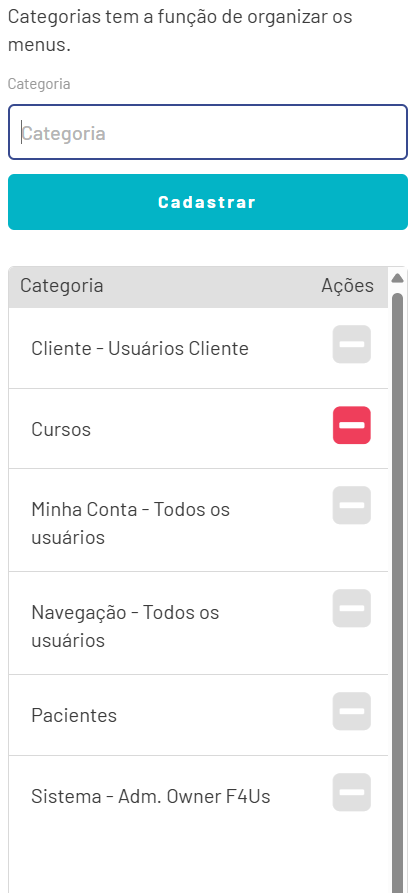 Categorias tem a função de organizar os
menus.
Categoria
Categoria
Cadastrar
Categoria Ações
Cliente - Usuários Cliente
Cursos
Minha Conta - Todos os
usuários
Navegação - Todos os
usuários
Pacientes
Sistema - Adm. Owner F4Us